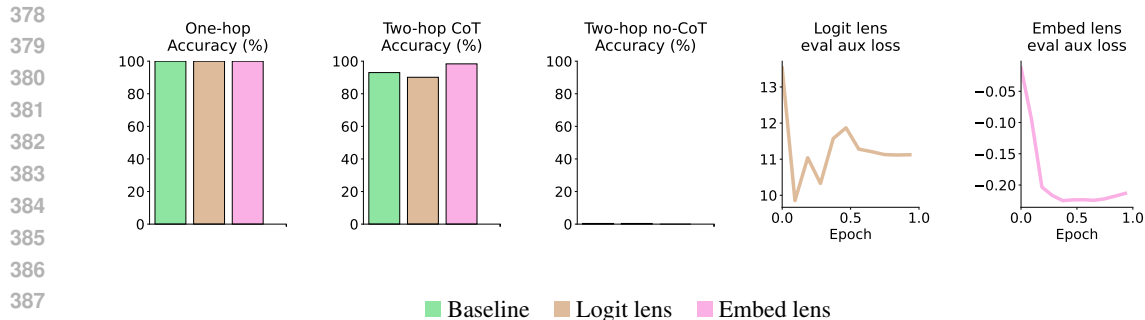 378
379
380
381
382
383
384
385
386
387
One-hop
Accuracy (%)
100
80
60
40
20
0
Two-hop CoT
Accuracy (%)
100
80
60
40
20
0
Two-hop no-CoT
Accuracy (%)
100
80
60
40
20
0
Logit lens
eval aux loss
13
12
11
10
0.0 0.5 1.0
Epoch
Embed lens
eval aux loss
−0.05
−0.10
−0.15
−0.20
0.0 0.5 1.0
Epoch
Baseline Logit lens Embed lens